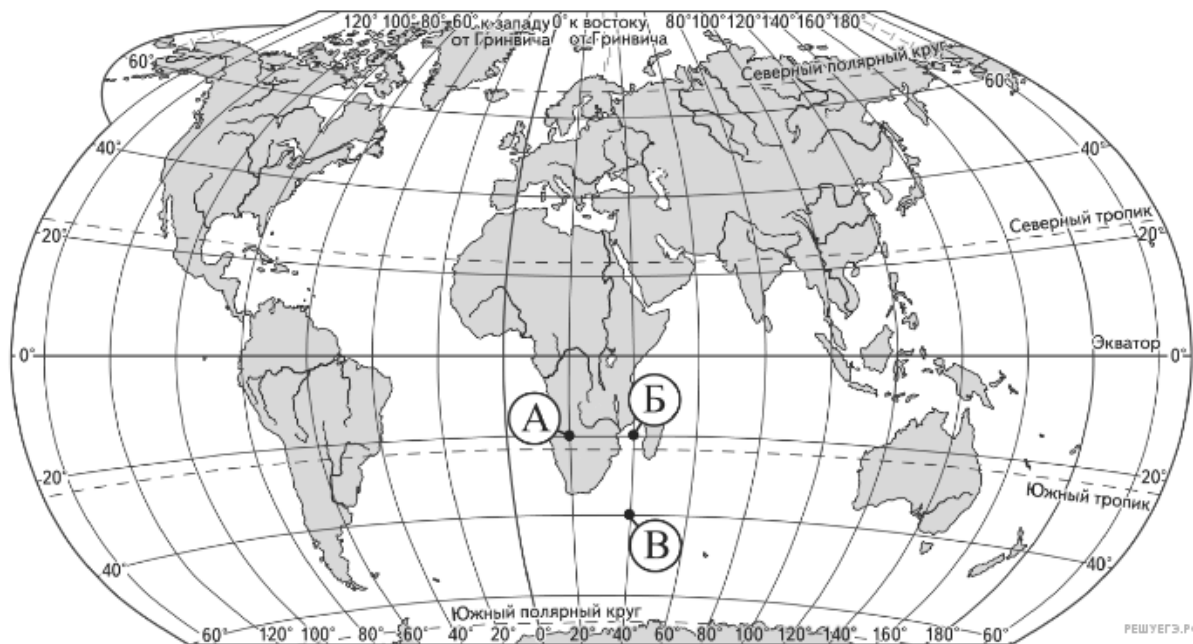 120° 100° 80° 60° к западу 0° к востоку 80° 100° 120° 140° 160° 180°
от Гринвича от Гринвича
Северный полярный круг
60° 60°
40° 40°
Северный тропик
20° 20°
Экватор
0° 0°
Б
А
20° 20°
Южный тропик
В
40° 40°
Южный полярный круг
60° 120° 100° 80° 60° 40° 20° 0° 20° 40° 60° 80° 100° 120° 140° 60°